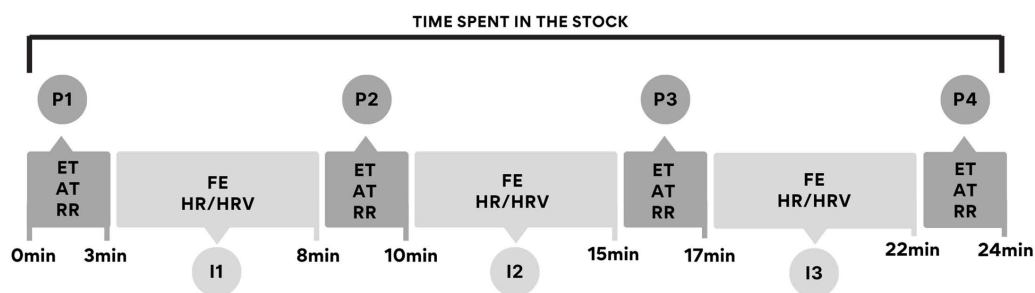 TIME SPENT IN THE STOCK
P1
P2
P3
P4
ET
AT
RR
FE
HR/HRV
ET
AT
RR
FE
HR/HRV
ET
AT
RR
FE
HR/HRV
ET
AT
RR
0min
3min
8min
10min
15min
17min
22min
24min
I1
I2
I3